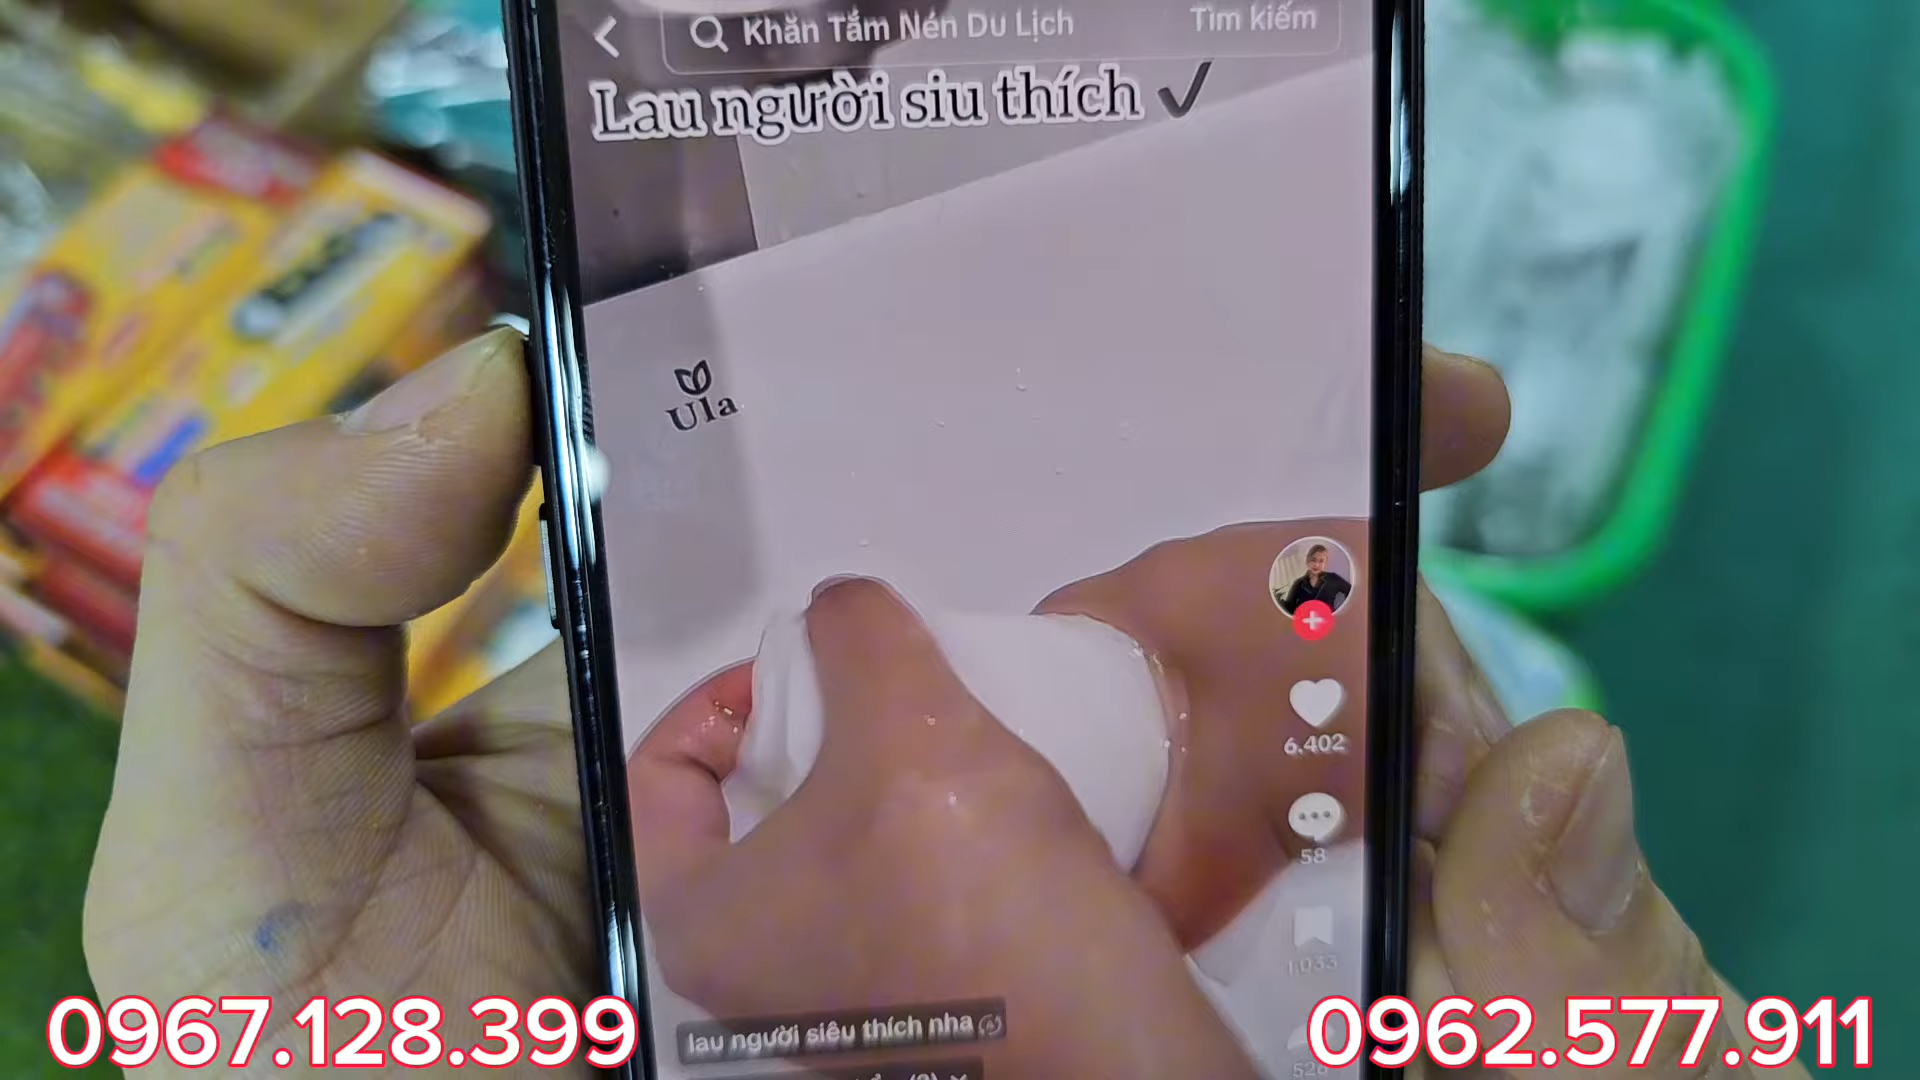 Khăn Tắm Nén Du Lịch
Tìm kiếm
Lau người siu thích ✓
Ula
6.402
58
1.033
lau người siêu thích nha
526
0967.128.399
0962.577.911